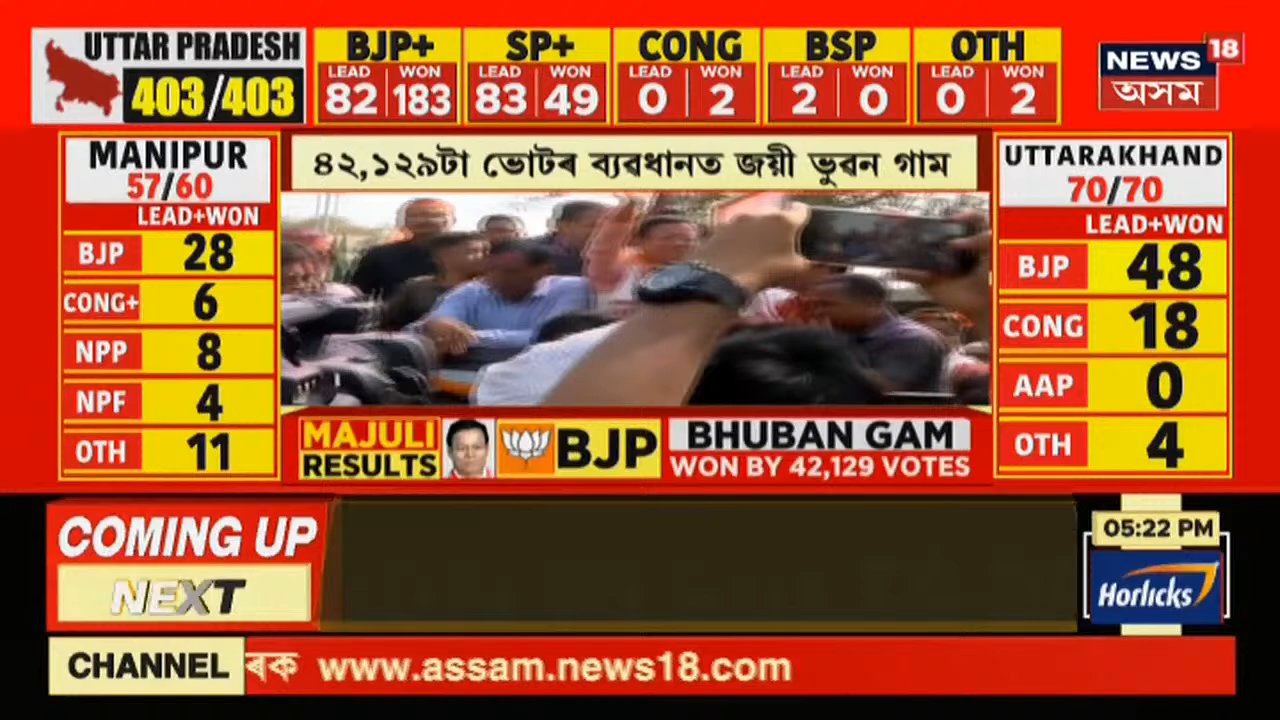 UTTAR PRADESH
403/403
BJP+
LEAD WON
82 183
SP+
LEAD WON
83 49
CONG
LEAD WON
0 2
BSP
LEAD WON
2 0
OTH
LEAD WON
0 2
NEWS 18
অসম
MANIPUR
57/60
LEAD+WON
BJP 28
CONG+ 6
NPP 8
NPF 4
OTH 11
৪২,১২৯টা ভোটৰ ব্যৱধানত জয়ী ভুৱন গাম
UTTARAKHAND
70/70
LEAD+WON
BJP 48
CONG 18
AAP 0
OTH 4
MAJULI
RESULTS
BJP
BHUBAN GAM
WON BY 42,129 VOTES
COMING UP
NEXT
05:22 PM
Horlicks
CHANNEL ৰক www.assam.news18.com